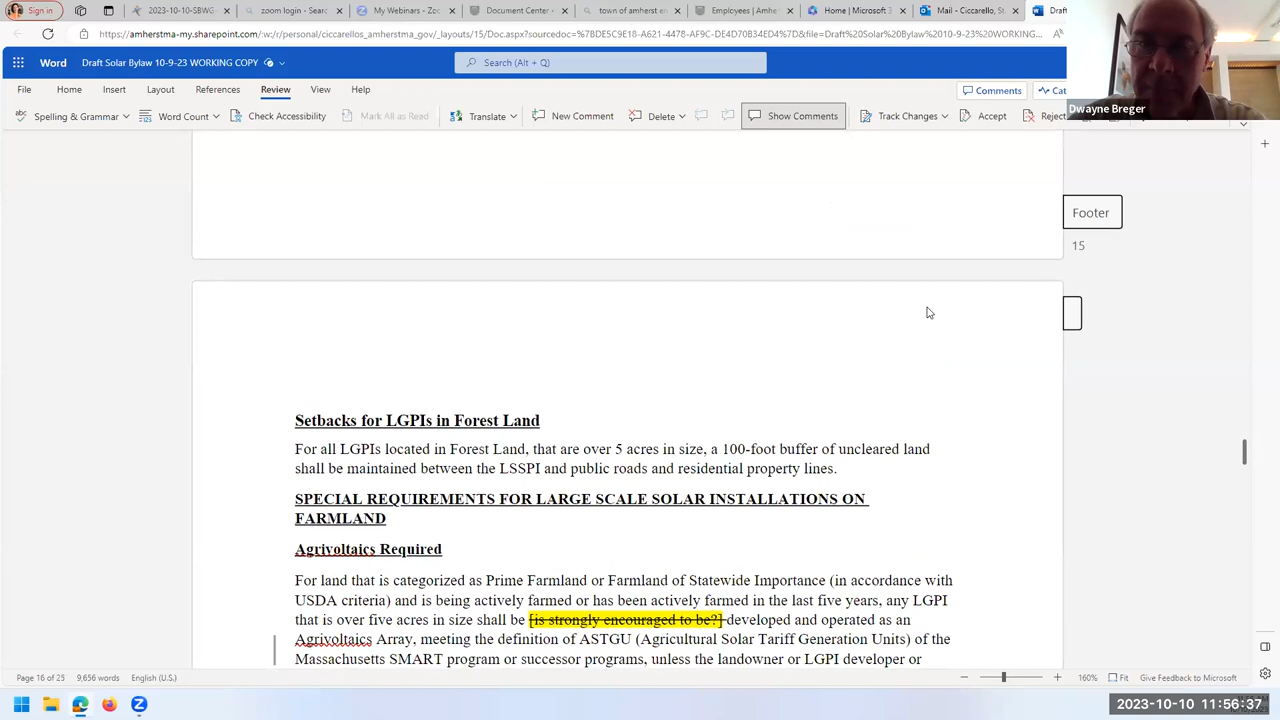 Sign in
2023-10-10-SBWG-
zoom login - Searc
My Webinars - Zoo
Document Center -
town of amherst en
Employees | Amhe
Home | Microsoft 3
Mail - Ciccarello, St
Draft
https://amherstma-my.sharepoint.com/:w:/r/personal/ciccarellos_amherstma_gov/_layouts/15/Doc.aspx?sourcedoc=%7BDE5C9E18-A621-4478-AF9C-DE4D70B34ED4%7D&file=Draft%20Solar%20Bylaw%2010-9-23%20WORKING...
Word
Draft Solar Bylaw 10-9-23 WORKING COPY
Search (Alt + Q)
File
Home
Insert
Layout
References
Review
View
Help
Comments
Cat
Dwayne Breger
Spelling & Grammar
Word Count
Check Accessibility
Mark All as Read
Translate
New Comment
Delete
Show Comments
Track Changes
Accept
Reject
Footer
15
Setbacks for LGPIs in Forest Land
For all LGPIs located in Forest Land, that are over 5 acres in size, a 100-foot buffer of uncleared land
shall be maintained between the LSSPI and public roads and residential property lines.
SPECIAL REQUIREMENTS FOR LARGE SCALE SOLAR INSTALLATIONS ON
FARMLAND
Agrivoltaics Required
For land that is categorized as Prime Farmland or Farmland of Statewide Importance (in accordance with
USDA criteria) and is being actively farmed or has been actively farmed in the last five years, any LGPI
that is over five acres in size shall be [is strongly encouraged to be?] developed and operated as an
Agrivoltaics Array, meeting the definition of ASTGU (Agricultural Solar Tariff Generation Units) of the
Massachusetts SMART program or successor programs, unless the landowner or LGPI developer or
Page 16 of 25
9,656 words
English (U.S.)
160%
Fit
Give Feedback to Microsoft
2023-10-10 11:56:37